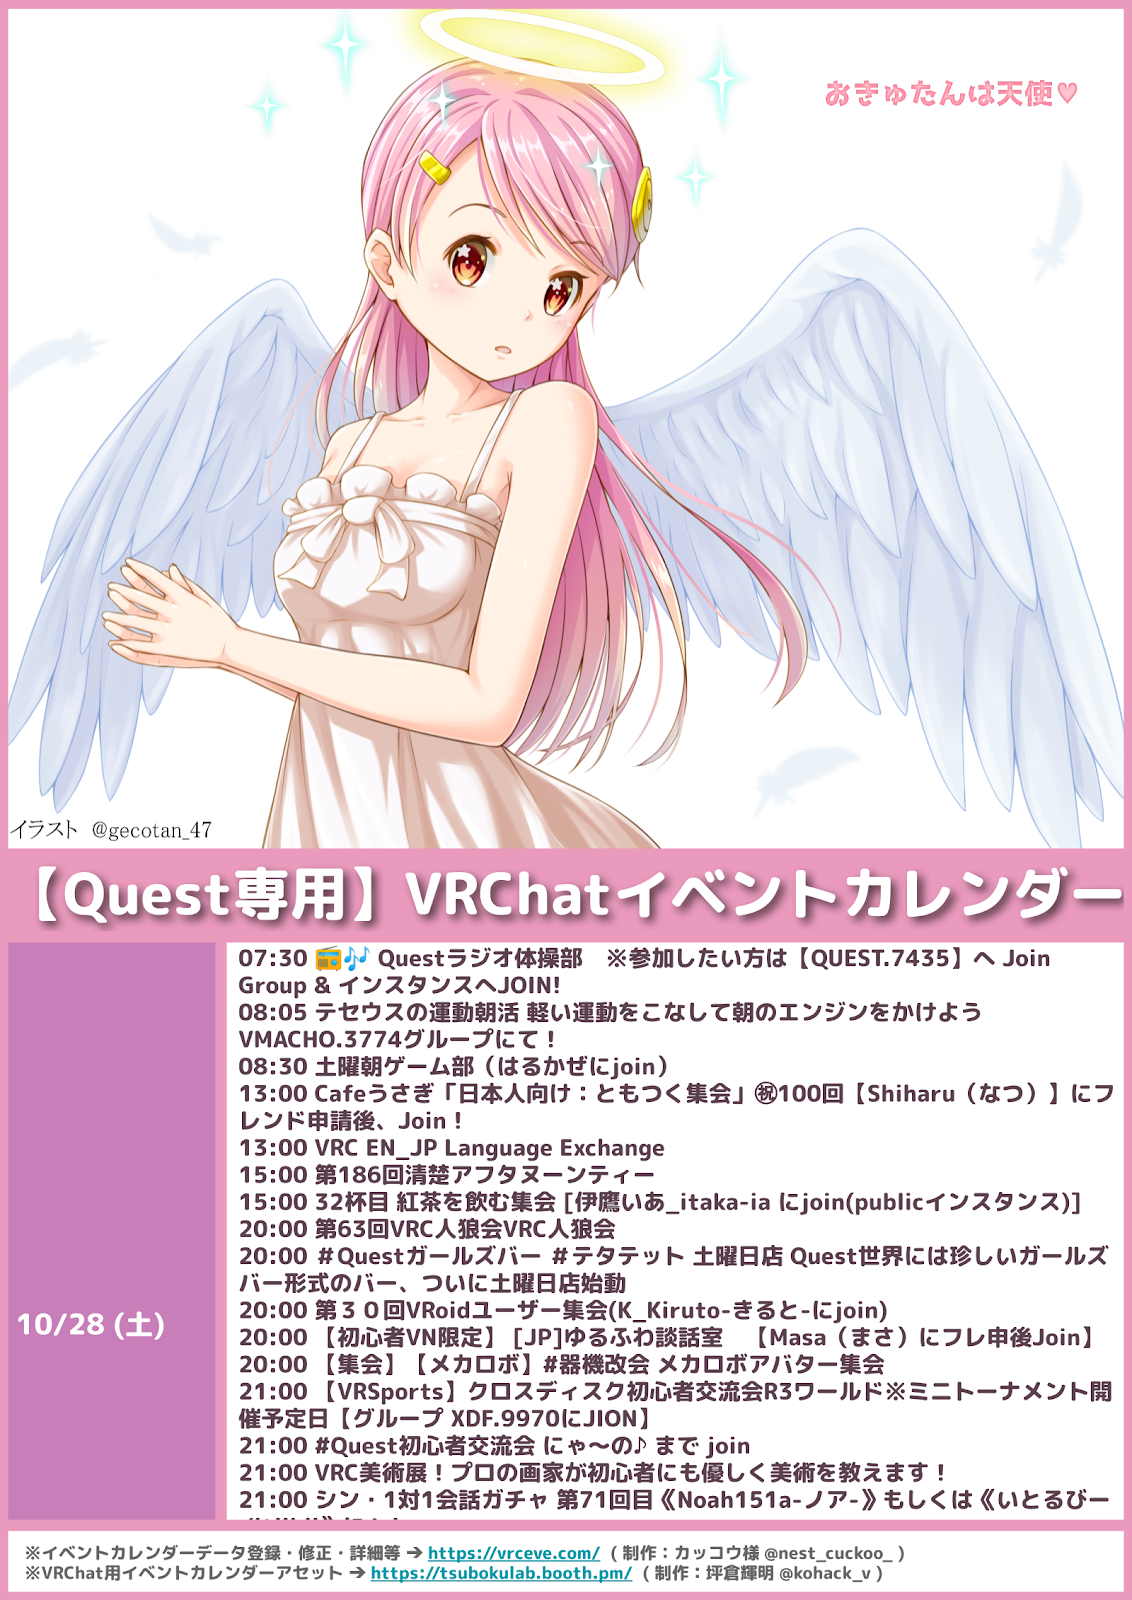 おきゅたんは天使♥
イラスト @gecotan_47
【Quest専用】VRChatイベントカレンダー
10/28 (土)
07:30 📻🎶 Questラジオ体操部　※参加したい方は【QUEST.7435】へ Join
Group & インスタンスへJOIN!
08:05 テセウスの運動朝活 軽い運動をこなして朝のエンジンをかけよう
VMACHO.3774グループにて！
08:30 土曜朝ゲーム部（はるかぜにjoin）
13:00 Cafeうさぎ「日本人向け：ともつく集会」㊗100回【Shiharu（なつ）】にフ
レンド申請後、Join！
13:00 VRC EN_JP Language Exchange
15:00 第186回清楚アフタヌーンティー
15:00 32杯目 紅茶を飲む集会 [伊鷹いあ_itaka-ia にjoin(publicインスタンス)]
20:00 第63回VRC人狼会VRC人狼会
20:00 ＃Questガールズバー ＃テタテット 土曜日店 Quest世界には珍しいガールズ
バー形式のバー、ついに土曜日店始動
20:00 第３０回VRoidユーザー集会(K_Kiruto-きると-にjoin)
20:00 【初心者VN限定】 [JP]ゆるふわ談話室　【Masa（まさ）にフレ申後Join】
20:00 【集会】【メカロボ】#器機改会 メカロボアバター集会
21:00 【VRSports】クロスディスク初心者交流会R3ワールド※ミニトーナメント開
催予定日【グループ XDF.9970にJION】
21:00 #Quest初心者交流会 にゃ〜の♪ まで join
21:00 VRC美術展！プロの画家が初心者にも優しく美術を教えます！
21:00 シン・1対1会話ガチャ 第71回目《Noah151a-ノア-》もしくは《いとるびー
※イベントカレンダーデータ登録・修正・詳細等 ➔ https://vrceve.com/ （ 制作：カッコウ様 @nest_cuckoo_ ）
※VRChat用イベントカレンダーアセット ➔ https://tsubokulab.booth.pm/ （ 制作：坪倉輝明 @kohack_v ）